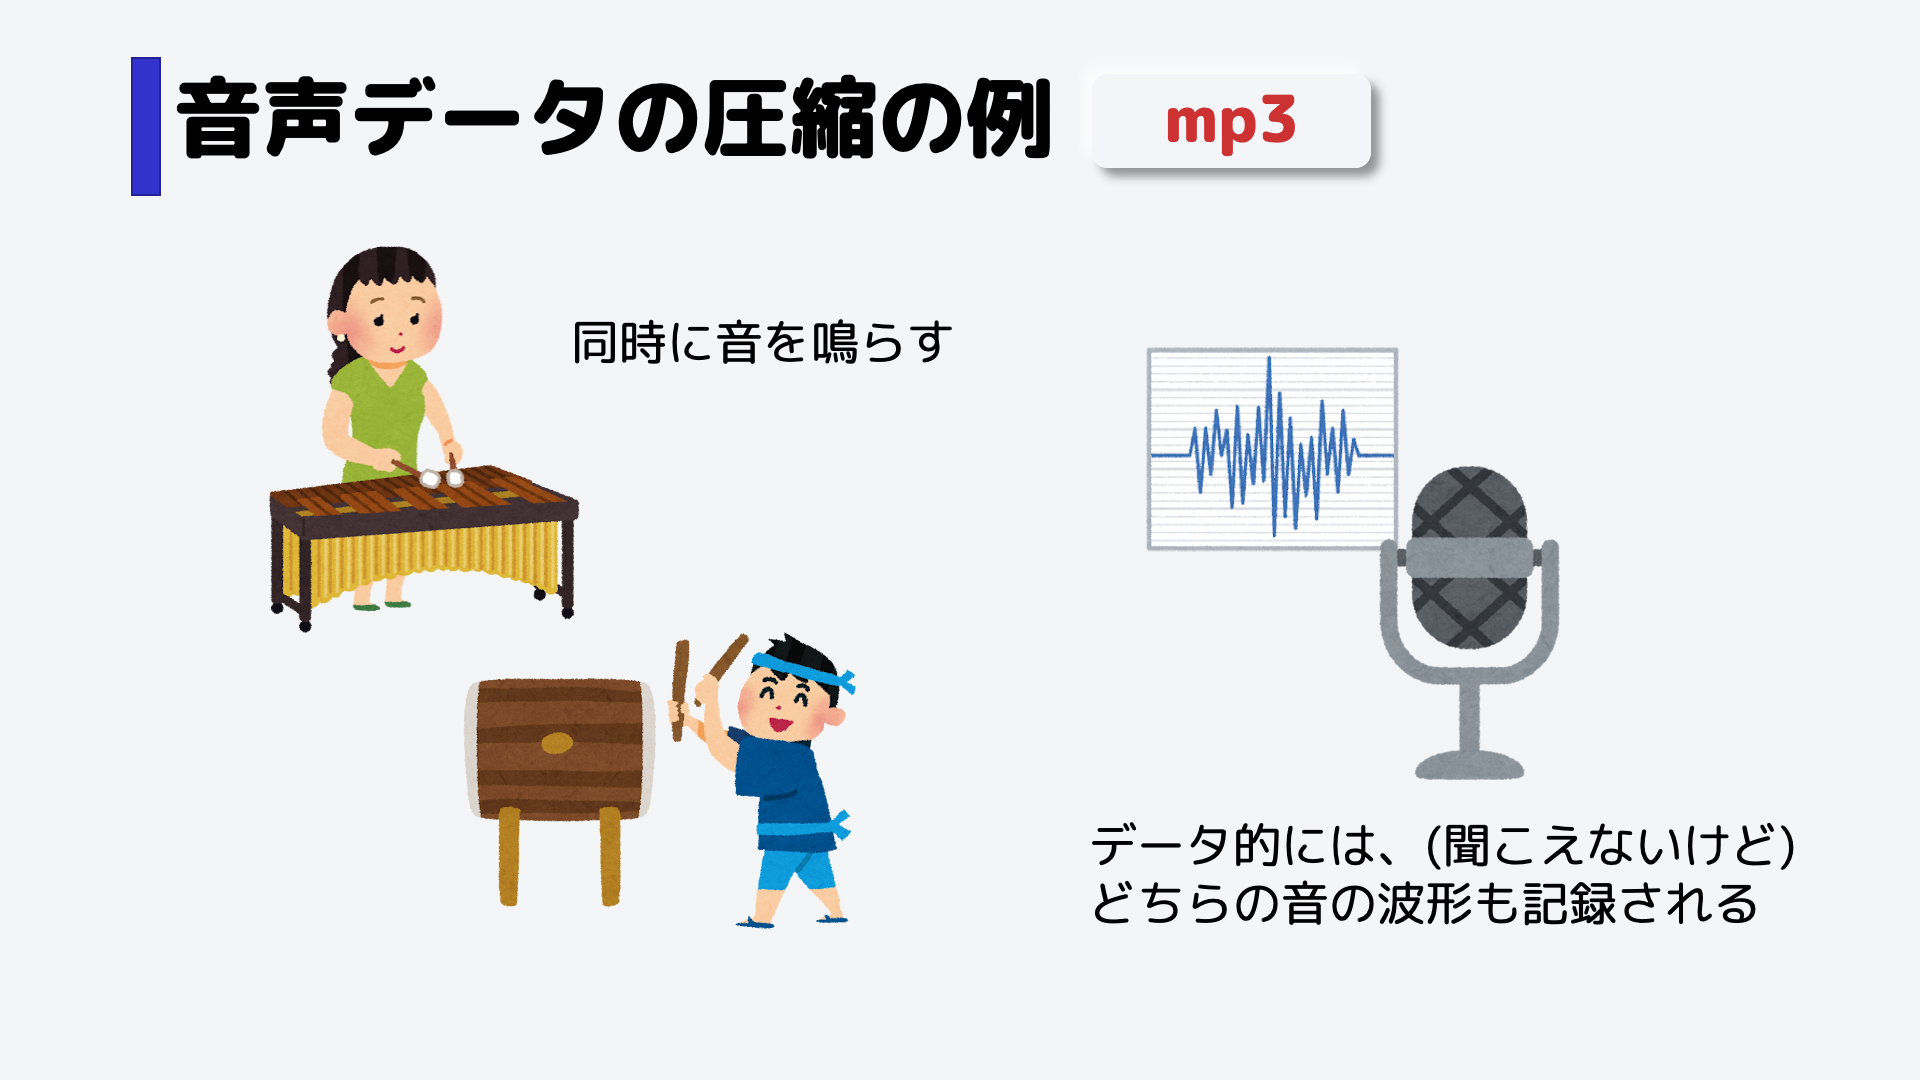 音声データの圧縮の例
mp3
同時に音を鳴らす
データ的には、(聞こえないけど)
どちらの音の波形も記録される